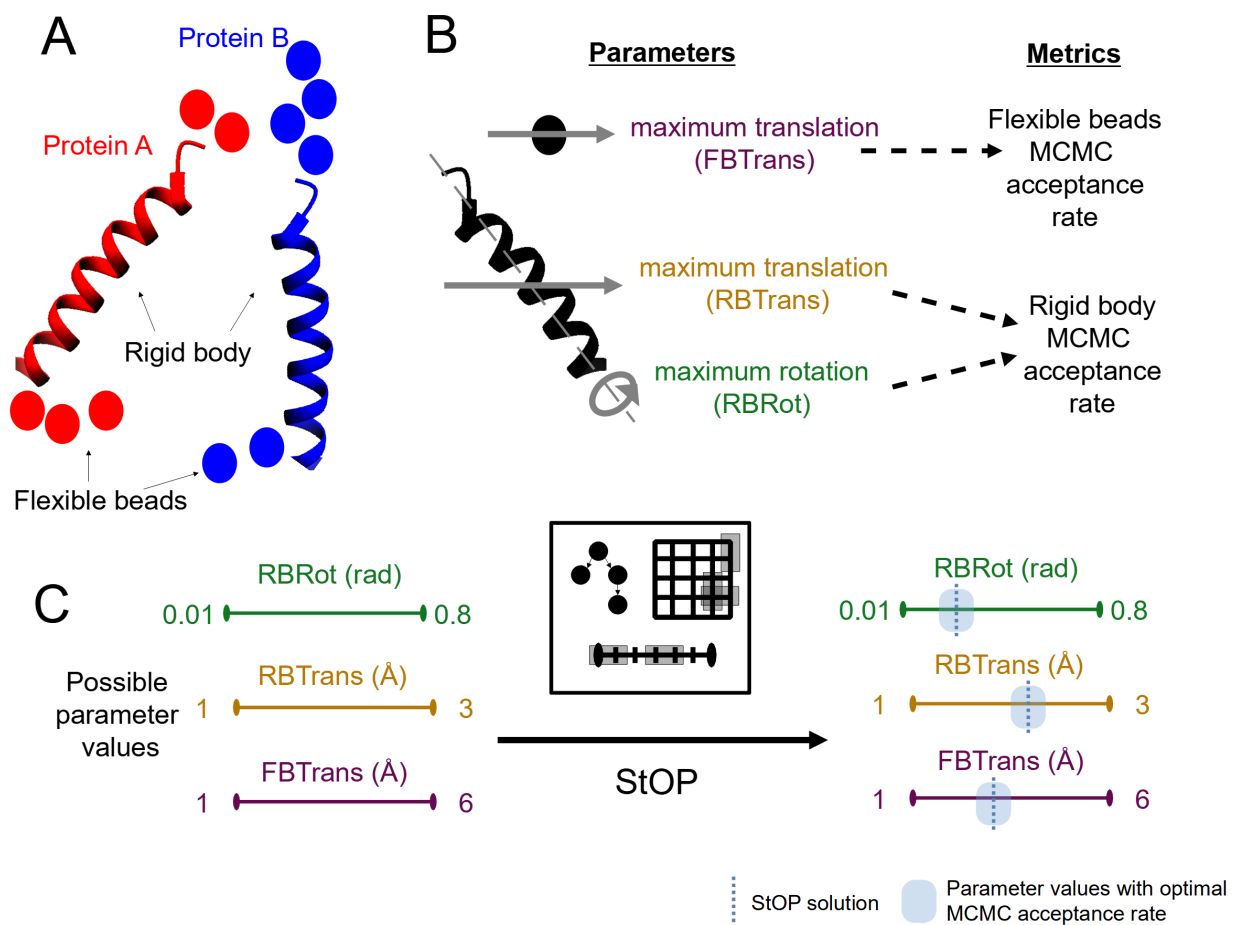 A
Protein B
Protein A
Rigid body
Flexible beads
B
Parameters
Metrics
maximum translation
(FBTrans)
Flexible beads
MCMC
acceptance
rate
maximum translation
(RBTrans)
Rigid body
MCMC
acceptance
rate
maximum rotation
(RBRot)
C
Possible
parameter
values
RBRot (rad)
0.01
0.8
RBTrans (Å)
1
3
FBTrans (Å)
1
6
StOP
RBRot (rad)
0.01
0.8
RBTrans (Å)
1
3
FBTrans (Å)
1
6
StOP solution
Parameter values with optimal
MCMC acceptance rate